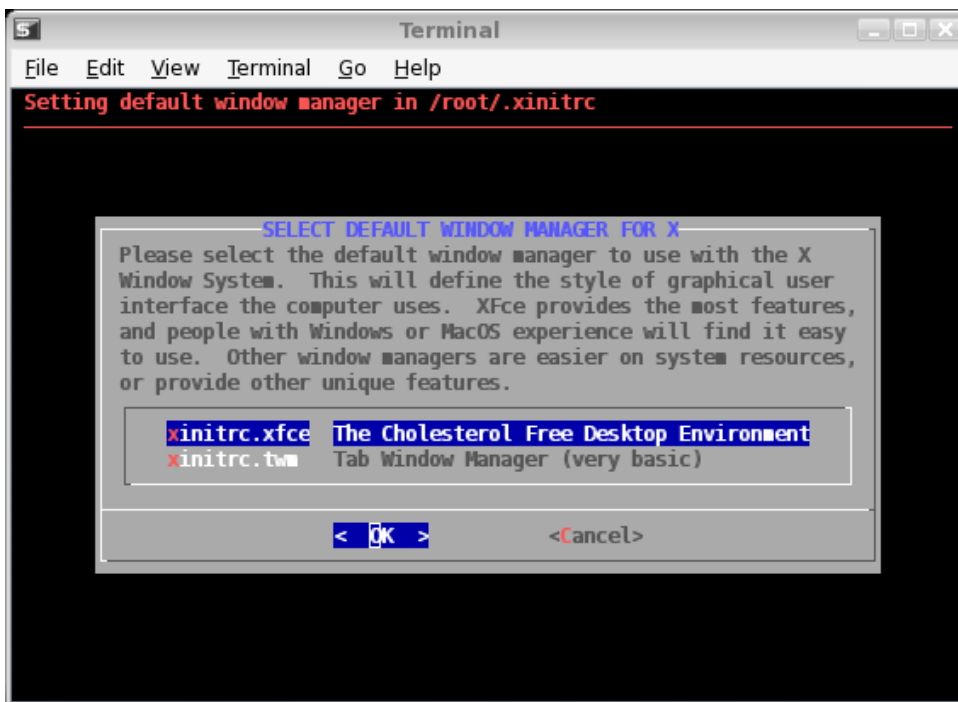 Terminal
File Edit View Terminal Go Help
Setting default window manager in /root/.xinitrc
SELECT DEFAULT WINDOW MANAGER FOR X
Please select the default window manager to use with the X
Window System.  This will define the style of graphical user
interface the computer uses.  XFce provides the most features,
and people with Windows or MacOS experience will find it easy
to use.  Other window managers are easier on system resources,
or provide other unique features.
xinitrc.xfce  The Cholesterol Free Desktop Environment
xinitrc.twm  Tab Window Manager (very basic)
<  OK  > <Cancel>